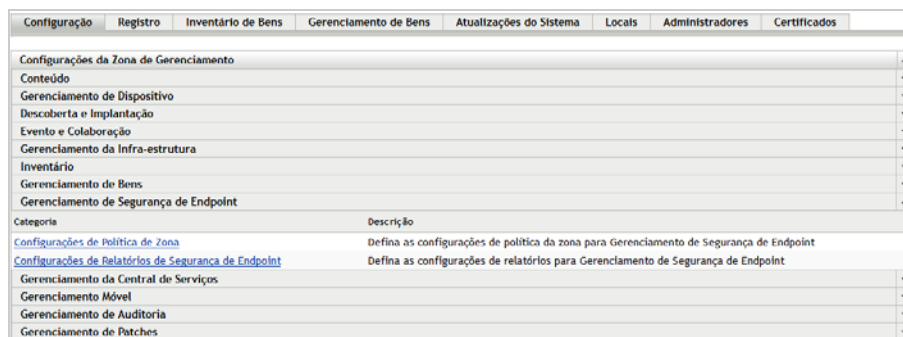 Configuração Registro Inventário de Bens Gerenciamento de Bens Atualizações do Sistema Locais Administradores Certificados
Configurações da Zona de Gerenciamento
Conteúdo
Gerenciamento de Dispositivo
Descoberta e Implantação
Evento e Colaboração
Gerenciamento da Infra-estrutura
Inventário
Gerenciamento de Bens
Gerenciamento de Segurança de Endpoint
Categoria Descrição
Configurações de Política de Zona Defina as configurações de política da zona para Gerenciamento de Segurança de Endpoint
Configurações de Relatórios de Segurança de Endpoint Defina as configurações de relatórios para Gerenciamento de Segurança de Endpoint
Gerenciamento da Central de Serviços
Gerenciamento Móvel
Gerenciamento de Auditoria
Gerenciamento de Patches